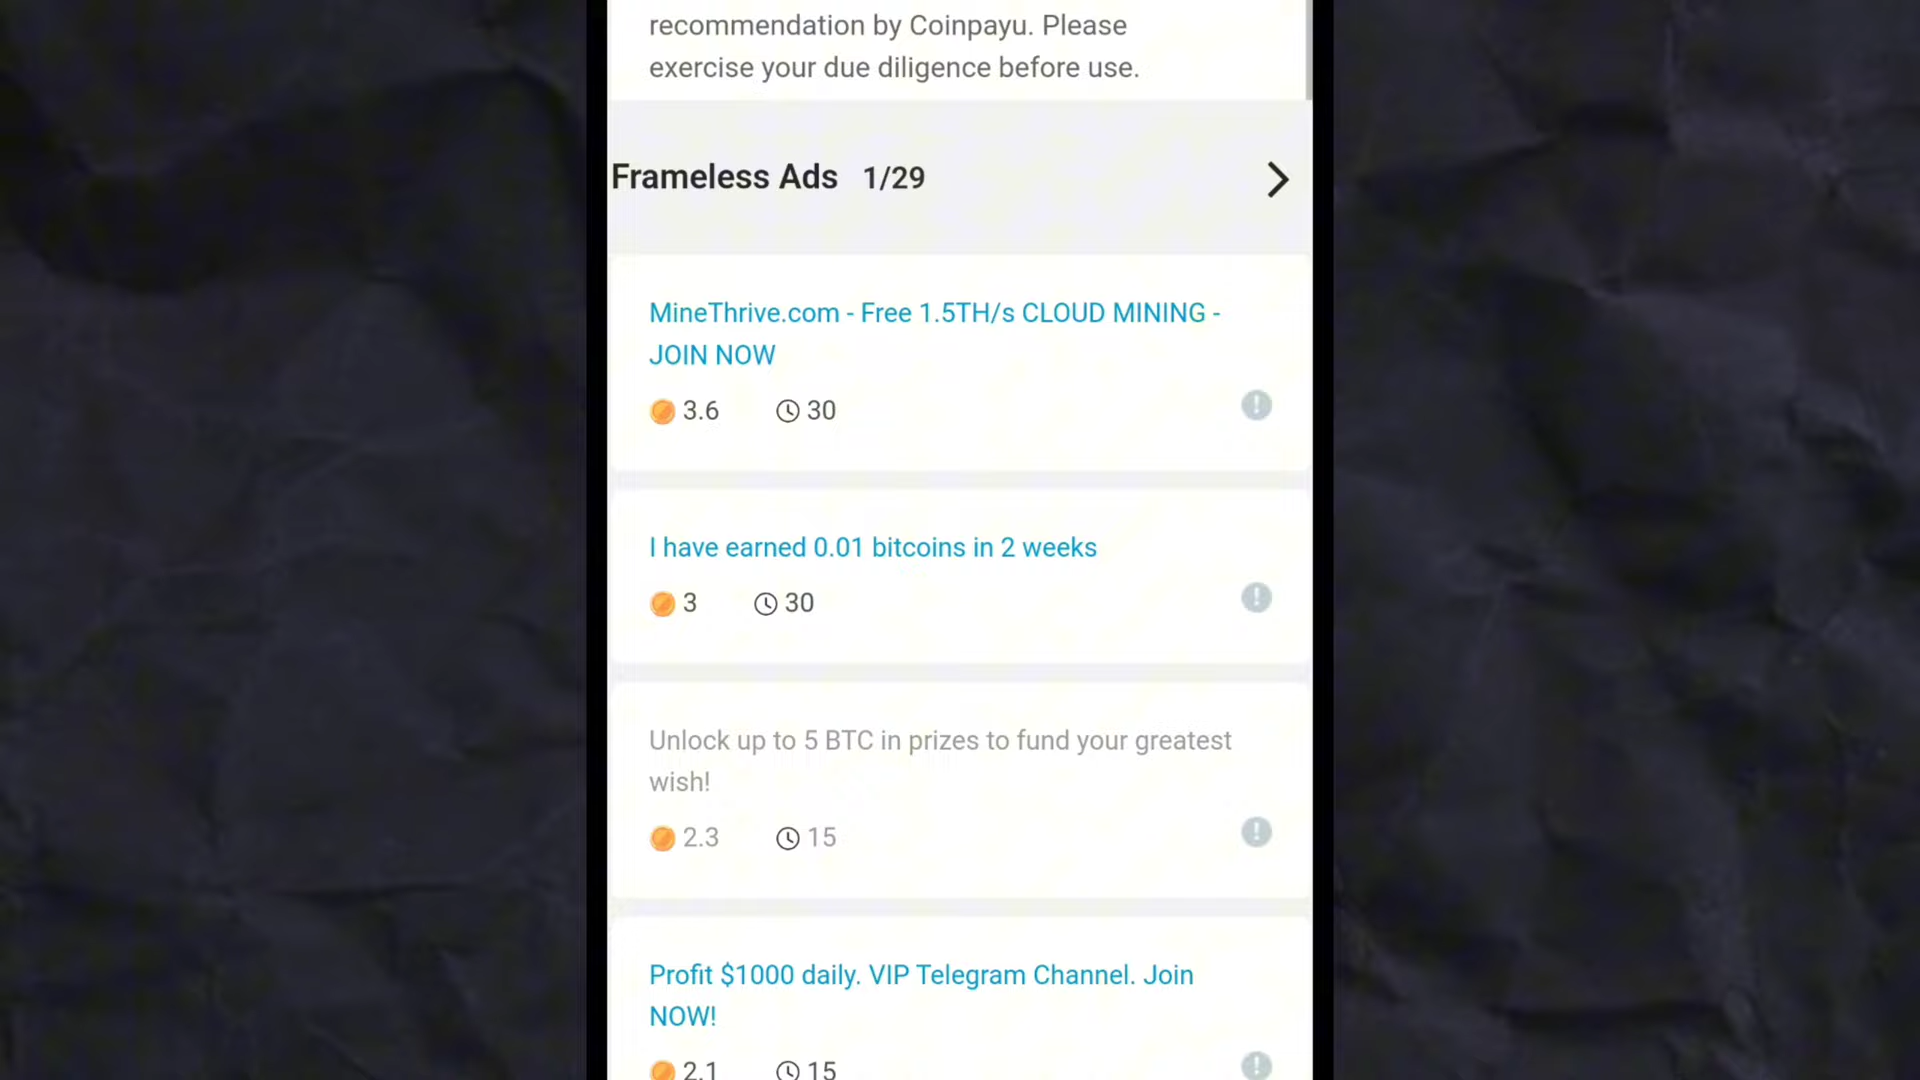 recommendation by Coinpayu. Please
exercise your due diligence before use.
Frameless Ads 1/29
MineThrive.com - Free 1.5TH/s CLOUD MINING -
JOIN NOW
3.6 30
I have earned 0.01 bitcoins in 2 weeks
3 30
Unlock up to 5 BTC in prizes to fund your greatest
wish!
2.3 15
Profit $1000 daily. VIP Telegram Channel. Join
NOW!
2.1 15